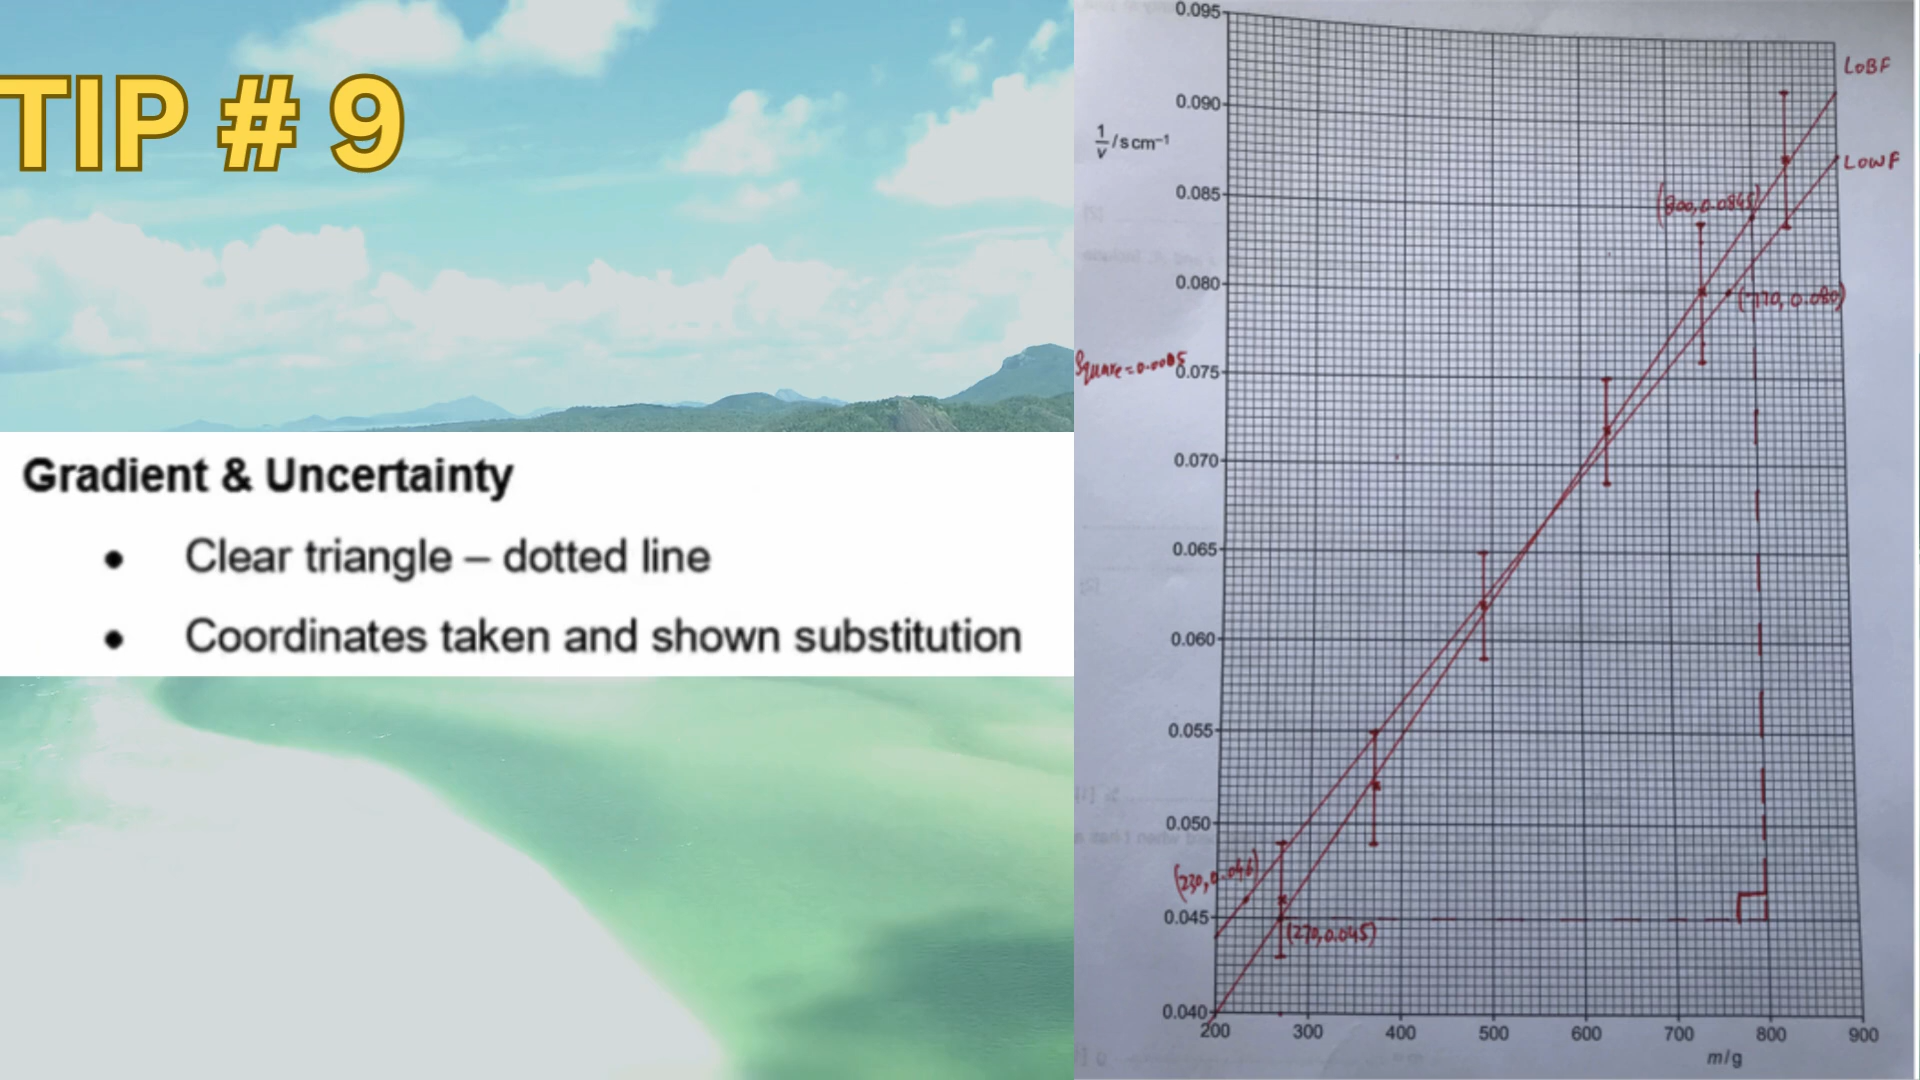 TIP # 9
Gradient & Uncertainty
• Clear triangle – dotted line
• Coordinates taken and shown substitution
0.095
LOBF
0.090
1/v /s cm⁻¹
LOWF
0.085
(800, 0.0845)
0.080
(770, 0.080)
Square = 0.0005
0.075
0.070
0.065
0.060
0.055
0.050
(230, 0.046)
0.045
(270, 0.045)
0.040
200 300 400 500 600 700 800 900
m/g